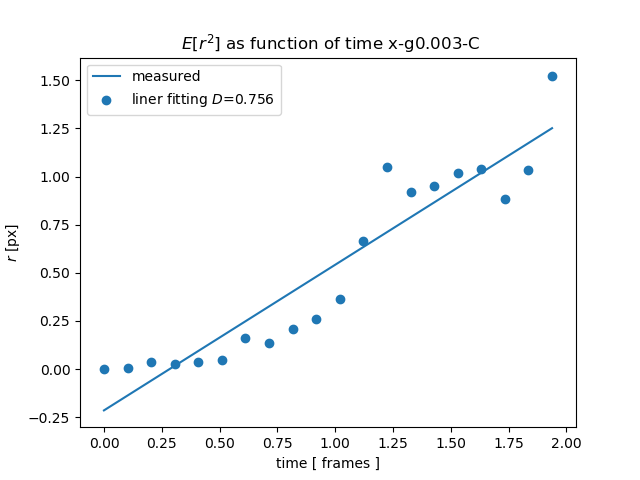 E[r²] as function of time x-g0.003-C
measured
liner fitting D=0.756
1.50
1.25
1.00
0.75
0.50
0.25
0.00
−0.25
r [px]
0.00 0.25 0.50 0.75 1.00 1.25 1.50 1.75 2.00
time [ frames ]